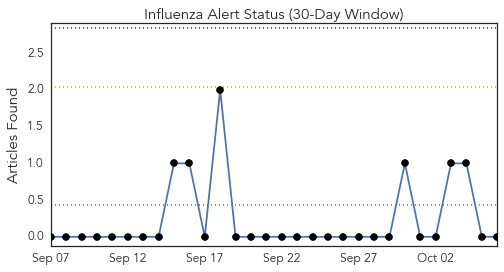 Influenza Alert Status (30-Day Window)
Articles Found
2.5
2.0
1.5
1.0
0.5
0.0
Sep 07 Sep 12 Sep 17 Sep 22 Sep 27 Oct 02